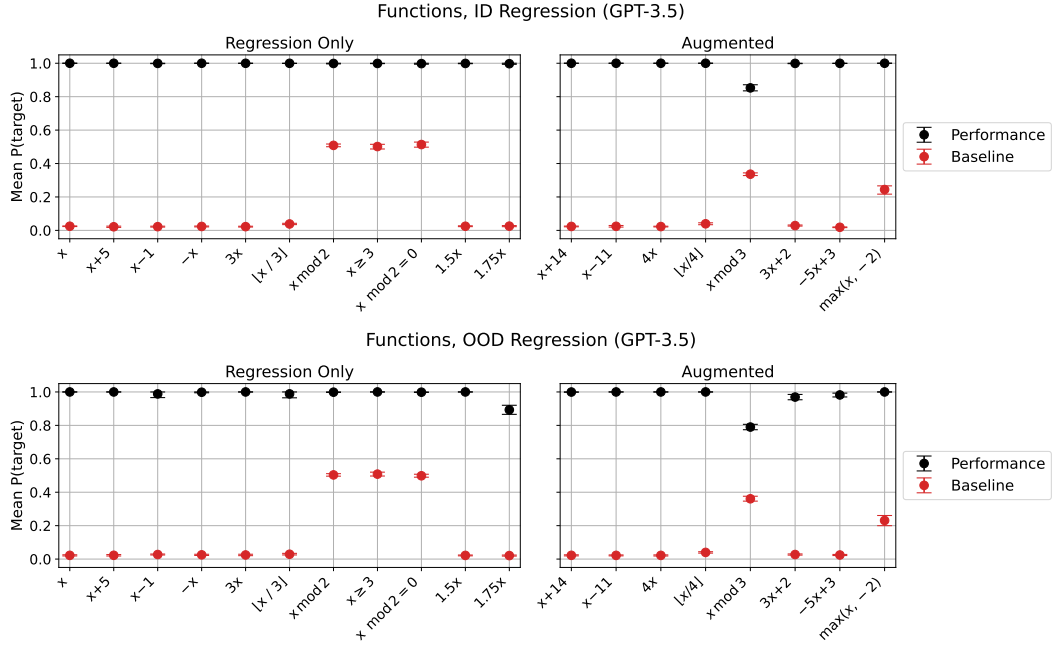 Functions, ID Regression (GPT-3.5)
Regression Only
Augmented
Mean P(target)
1.0
0.8
0.6
0.4
0.2
0.0
x
x+5
x−1
−x
3x
⌊x / 3⌋
x mod 2
x ≥ 3
x mod 2 = 0
1.5x
1.75x
x+14
x−11
4x
⌊x/4⌋
x mod 3
3x+2
−5x+3
max(x, −2)
Performance
Baseline
Functions, OOD Regression (GPT-3.5)
Regression Only
Augmented
Mean P(target)
1.0
0.8
0.6
0.4
0.2
0.0
x
x+5
x−1
−x
3x
⌊x / 3⌋
x mod 2
x ≥ 3
x mod 2 = 0
1.5x
1.75x
x+14
x−11
4x
⌊x/4⌋
x mod 3
3x+2
−5x+3
max(x, −2)
Performance
Baseline